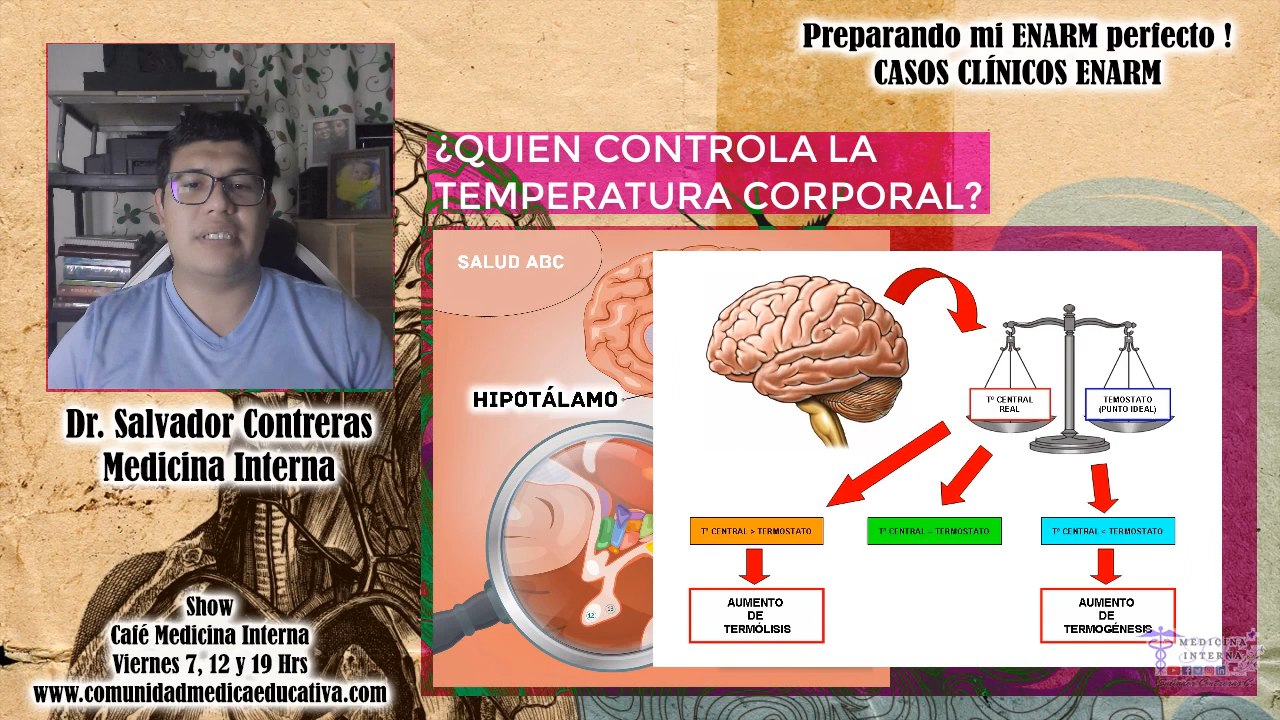 Preparando mi ENARM perfecto !
CASOS CLÍNICOS ENARM
¿QUIEN CONTROLA LA
TEMPERATURA CORPORAL?
SALUD ABC
HIPOTÁLAMO
Tº CENTRAL
REAL
TEMOSTATO
(PUNTO IDEAL)
Tº CENTRAL > TERMOSTATO
Tº CENTRAL = TERMOSTATO
Tº CENTRAL < TERMOSTATO
AUMENTO
DE
TERMÓLISIS
AUMENTO
DE
TERMOGÉNESIS
MEDICINA
INTERNA
Dr. Salvador Contreras
Medicina Interna
Show
Café Medicina Interna
Viernes 7, 12 y 19 Hrs
www.comunidadmedicaeducativa.com